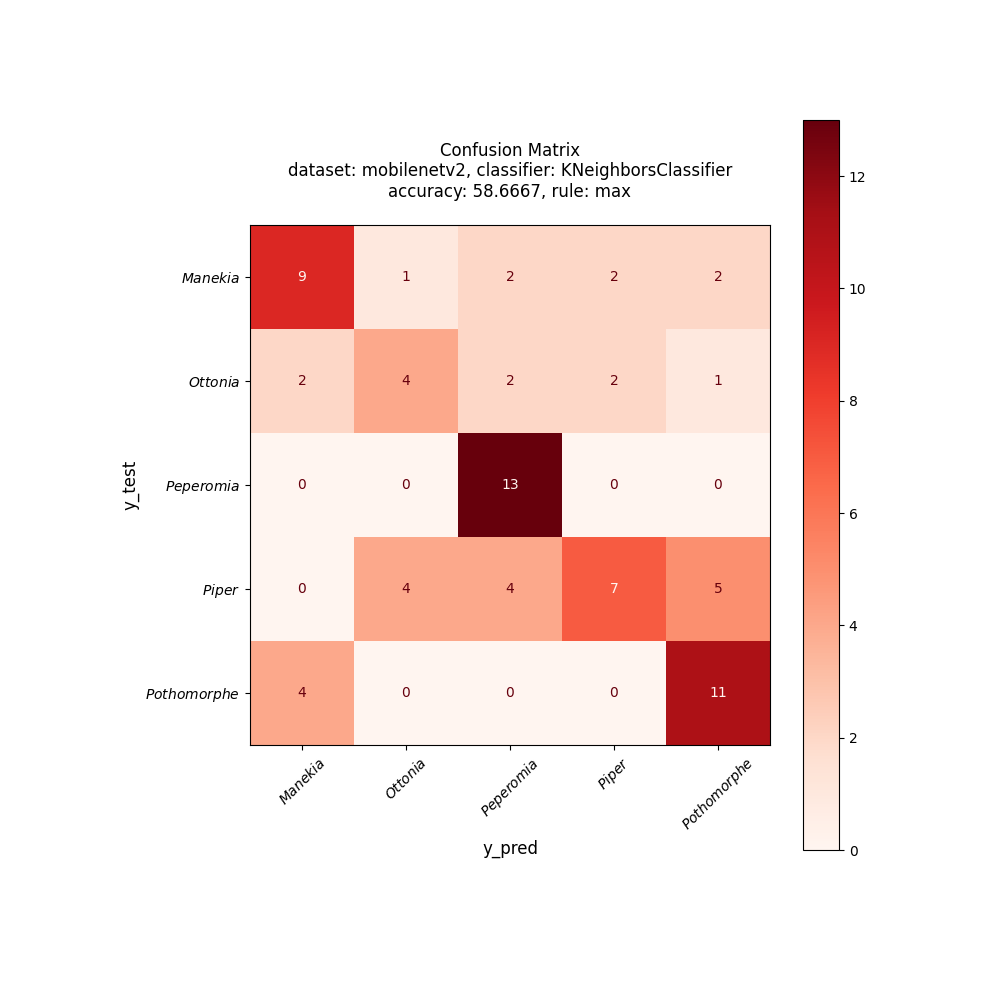 Confusion Matrix
dataset: mobilenetv2, classifier: KNeighborsClassifier
accuracy: 58.6667, rule: max
Manekia 9 1 2 2 2
Ottonia 2 4 2 2 1
Peperomia 0 0 13 0 0
Piper 0 4 4 7 5
Pothomorphe 4 0 0 0 11
Manekia Ottonia Peperomia Piper Pothomorphe
y_pred
y_test
12
10
8
6
4
2
0